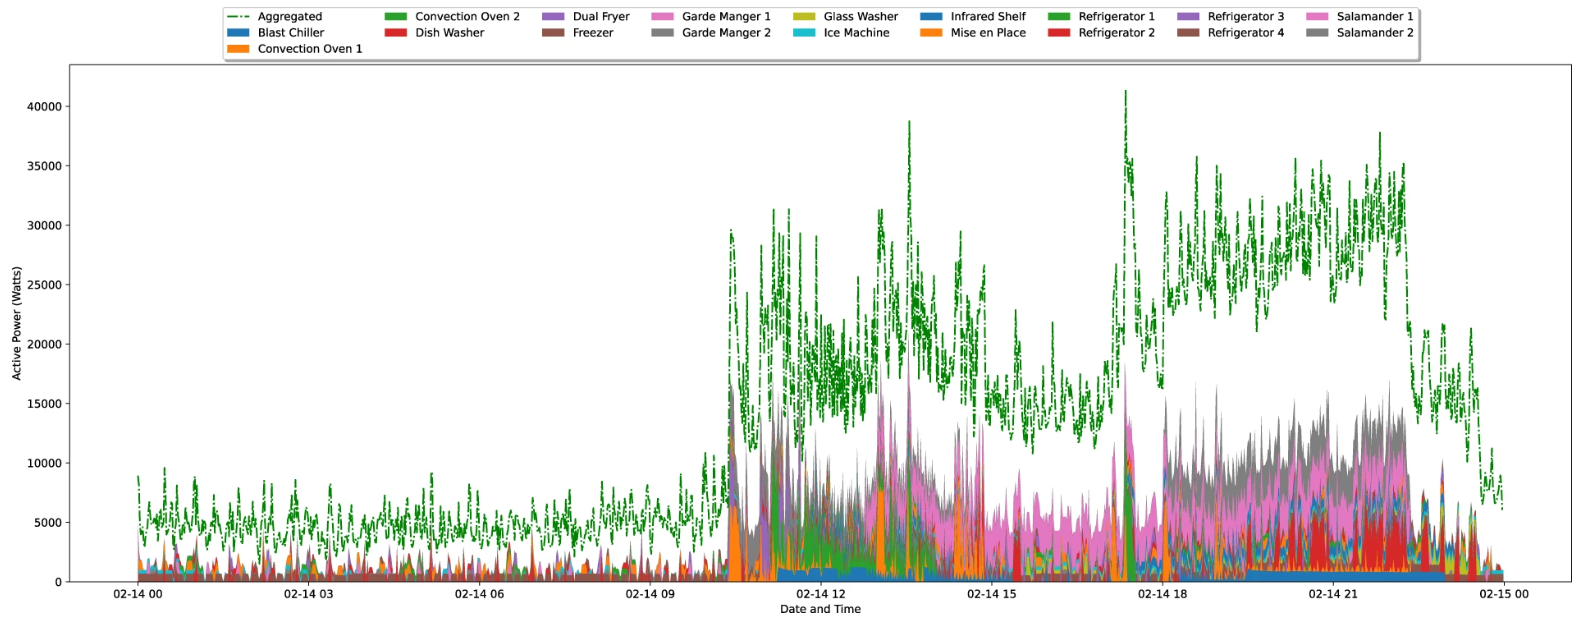 Aggregated Convection Oven 2 Dual Fryer Garde Manger 1 Glass Washer Infrared Shelf Refrigerator 1 Refrigerator 3 Salamander 1
Blast Chiller Dish Washer Freezer Garde Manger 2 Ice Machine Mise en Place Refrigerator 2 Refrigerator 4 Salamander 2
Convection Oven 1
Active Power (Watts)
40000
35000
30000
25000
20000
15000
10000
5000
0
02-14 00 02-14 03 02-14 06 02-14 09 02-14 12 02-14 15 02-14 18 02-14 21 02-15 00
Date and Time